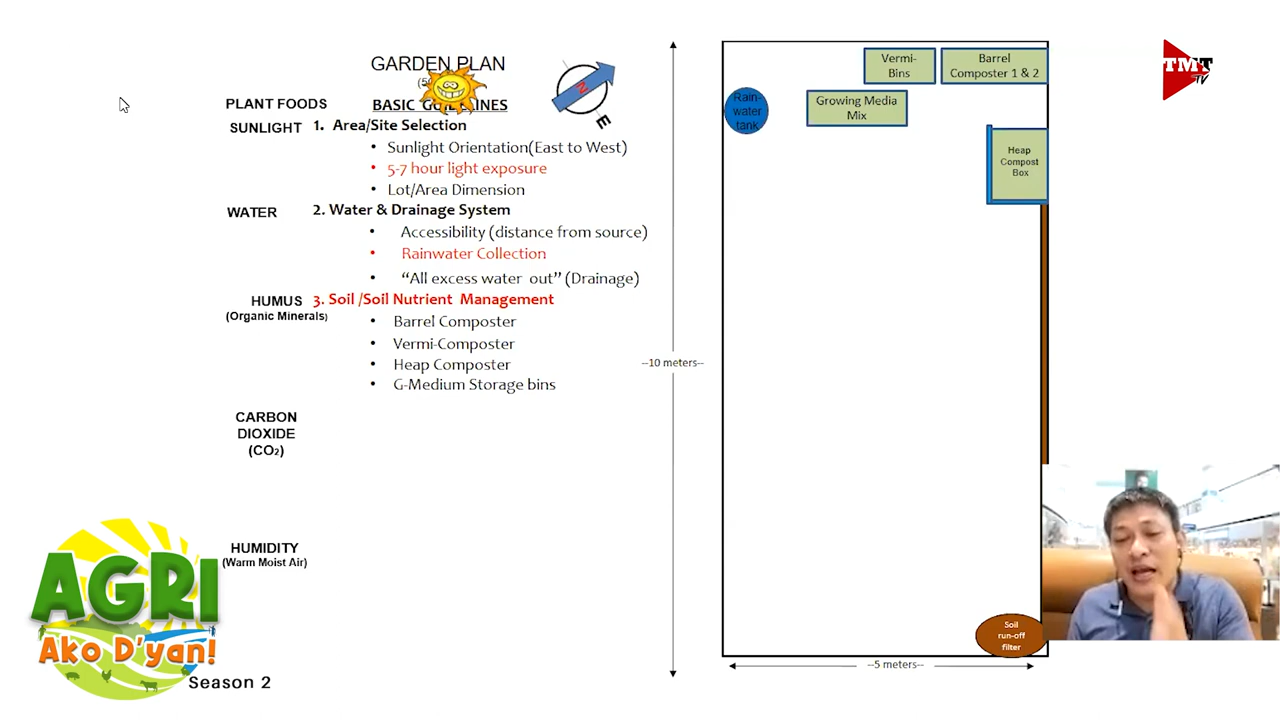 GARDEN PLAN
BASIC
PLANT FOODS
SUNLIGHT
1. Area/Site Selection
• Sunlight Orientation(East to West)
• 5-7 hour light exposure
• Lot/Area Dimension
WATER
2. Water & Drainage System
• Accessibility (distance from source)
• Rainwater Collection
• “All excess water out” (Drainage)
HUMUS
(Organic Minerals)
3. Soil /Soil Nutrient Management
• Barrel Composter
• Vermi-Composter
• Heap Composter
• G-Medium Storage bins
CARBON
DIOXIDE
(CO2)
HUMIDITY
(Warm Moist Air)
N
E
--10 meters--
Vermi-
Bins
Barrel
Composter 1 & 2
Rain-
water
tank
Growing Media
Mix
Heap
Compost
Box
Soil
run-off
filter
--5 meters--
TMT
TV
AGRI
Ako D'yan!
Season 2